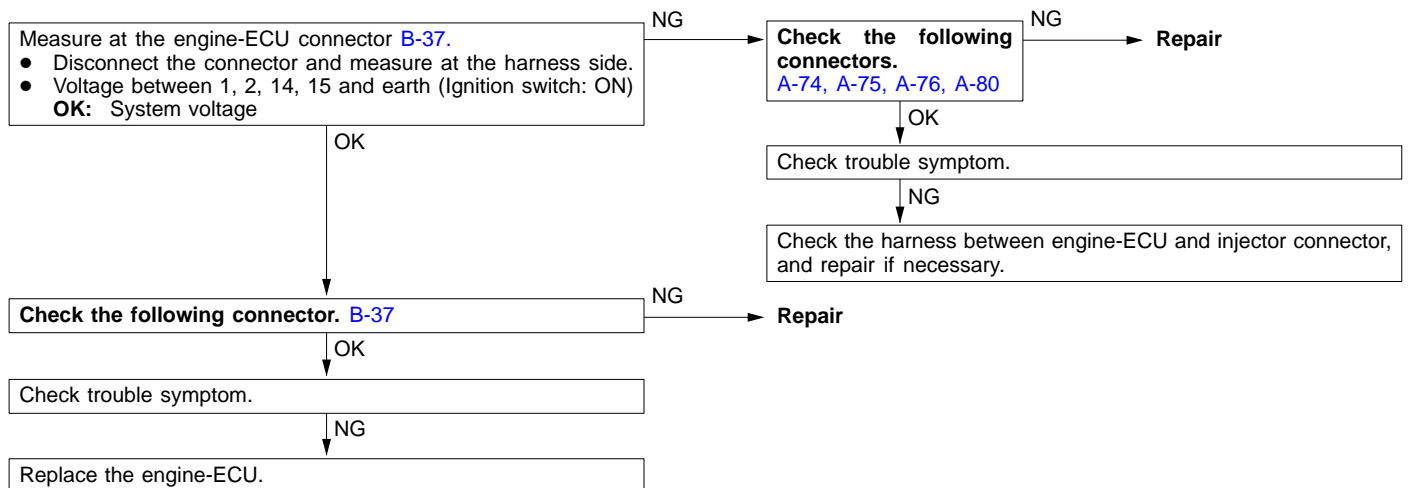 Measure at the engine-ECU connector B-37.
● Disconnect the connector and measure at the harness side.
● Voltage between 1, 2, 14, 15 and earth (Ignition switch: ON)
OK: System voltage
NG
Check the following
connectors.
A-74, A-75, A-76, A-80
NG
Repair
OK
Check trouble symptom.
NG
Check the harness between engine-ECU and injector connector,
and repair if necessary.
OK
Check the following connector. B-37
NG
Repair
OK
Check trouble symptom.
NG
Replace the engine-ECU.